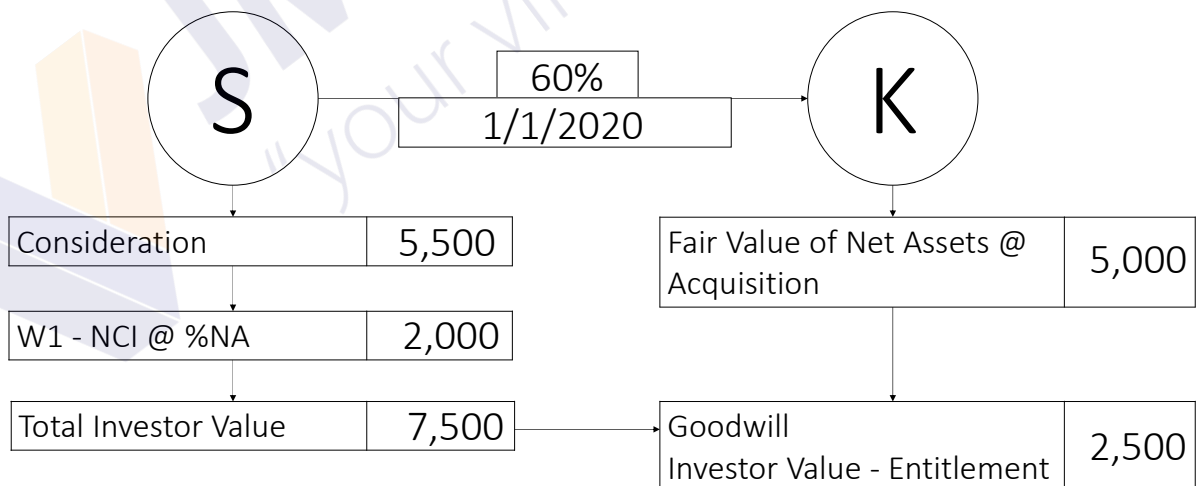 S
60%
1/1/2020
K
Consideration 5,500
Fair Value of Net Assets @
Acquisition
5,000
W1 - NCI @ %NA 2,000
Total Investor Value 7,500
Goodwill
Investor Value - Entitlement
2,500
"your